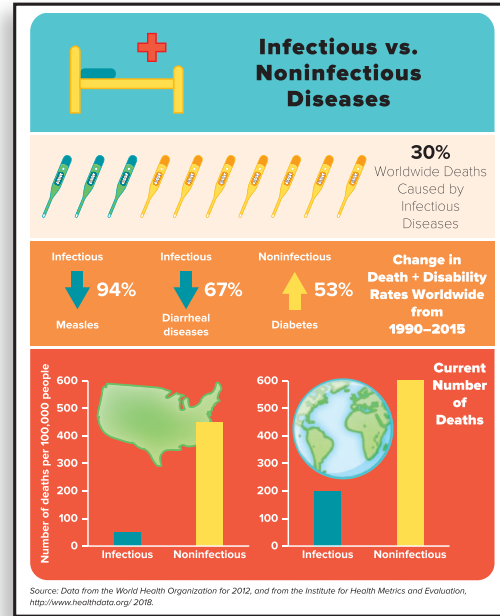 Infectious vs.
Noninfectious
Diseases
30%
Worldwide Deaths
Caused by
Infectious
Diseases
Infectious
94%
Measles
Infectious
67%
Diarrheal
diseases
Noninfectious
53%
Diabetes
Change in
Death + Disability
Rates Worldwide
from
1990–2015
Number of deaths per 100,000 people
600
500
400
300
200
100
0
Infectious
Noninfectious
600
500
400
300
200
100
0
Infectious
Noninfectious
Current
Number
of
Deaths
Source: Data from the World Health Organization for 2012, and from the Institute for Health Metrics and Evaluation,
http://www.healthdata.org/ 2018.